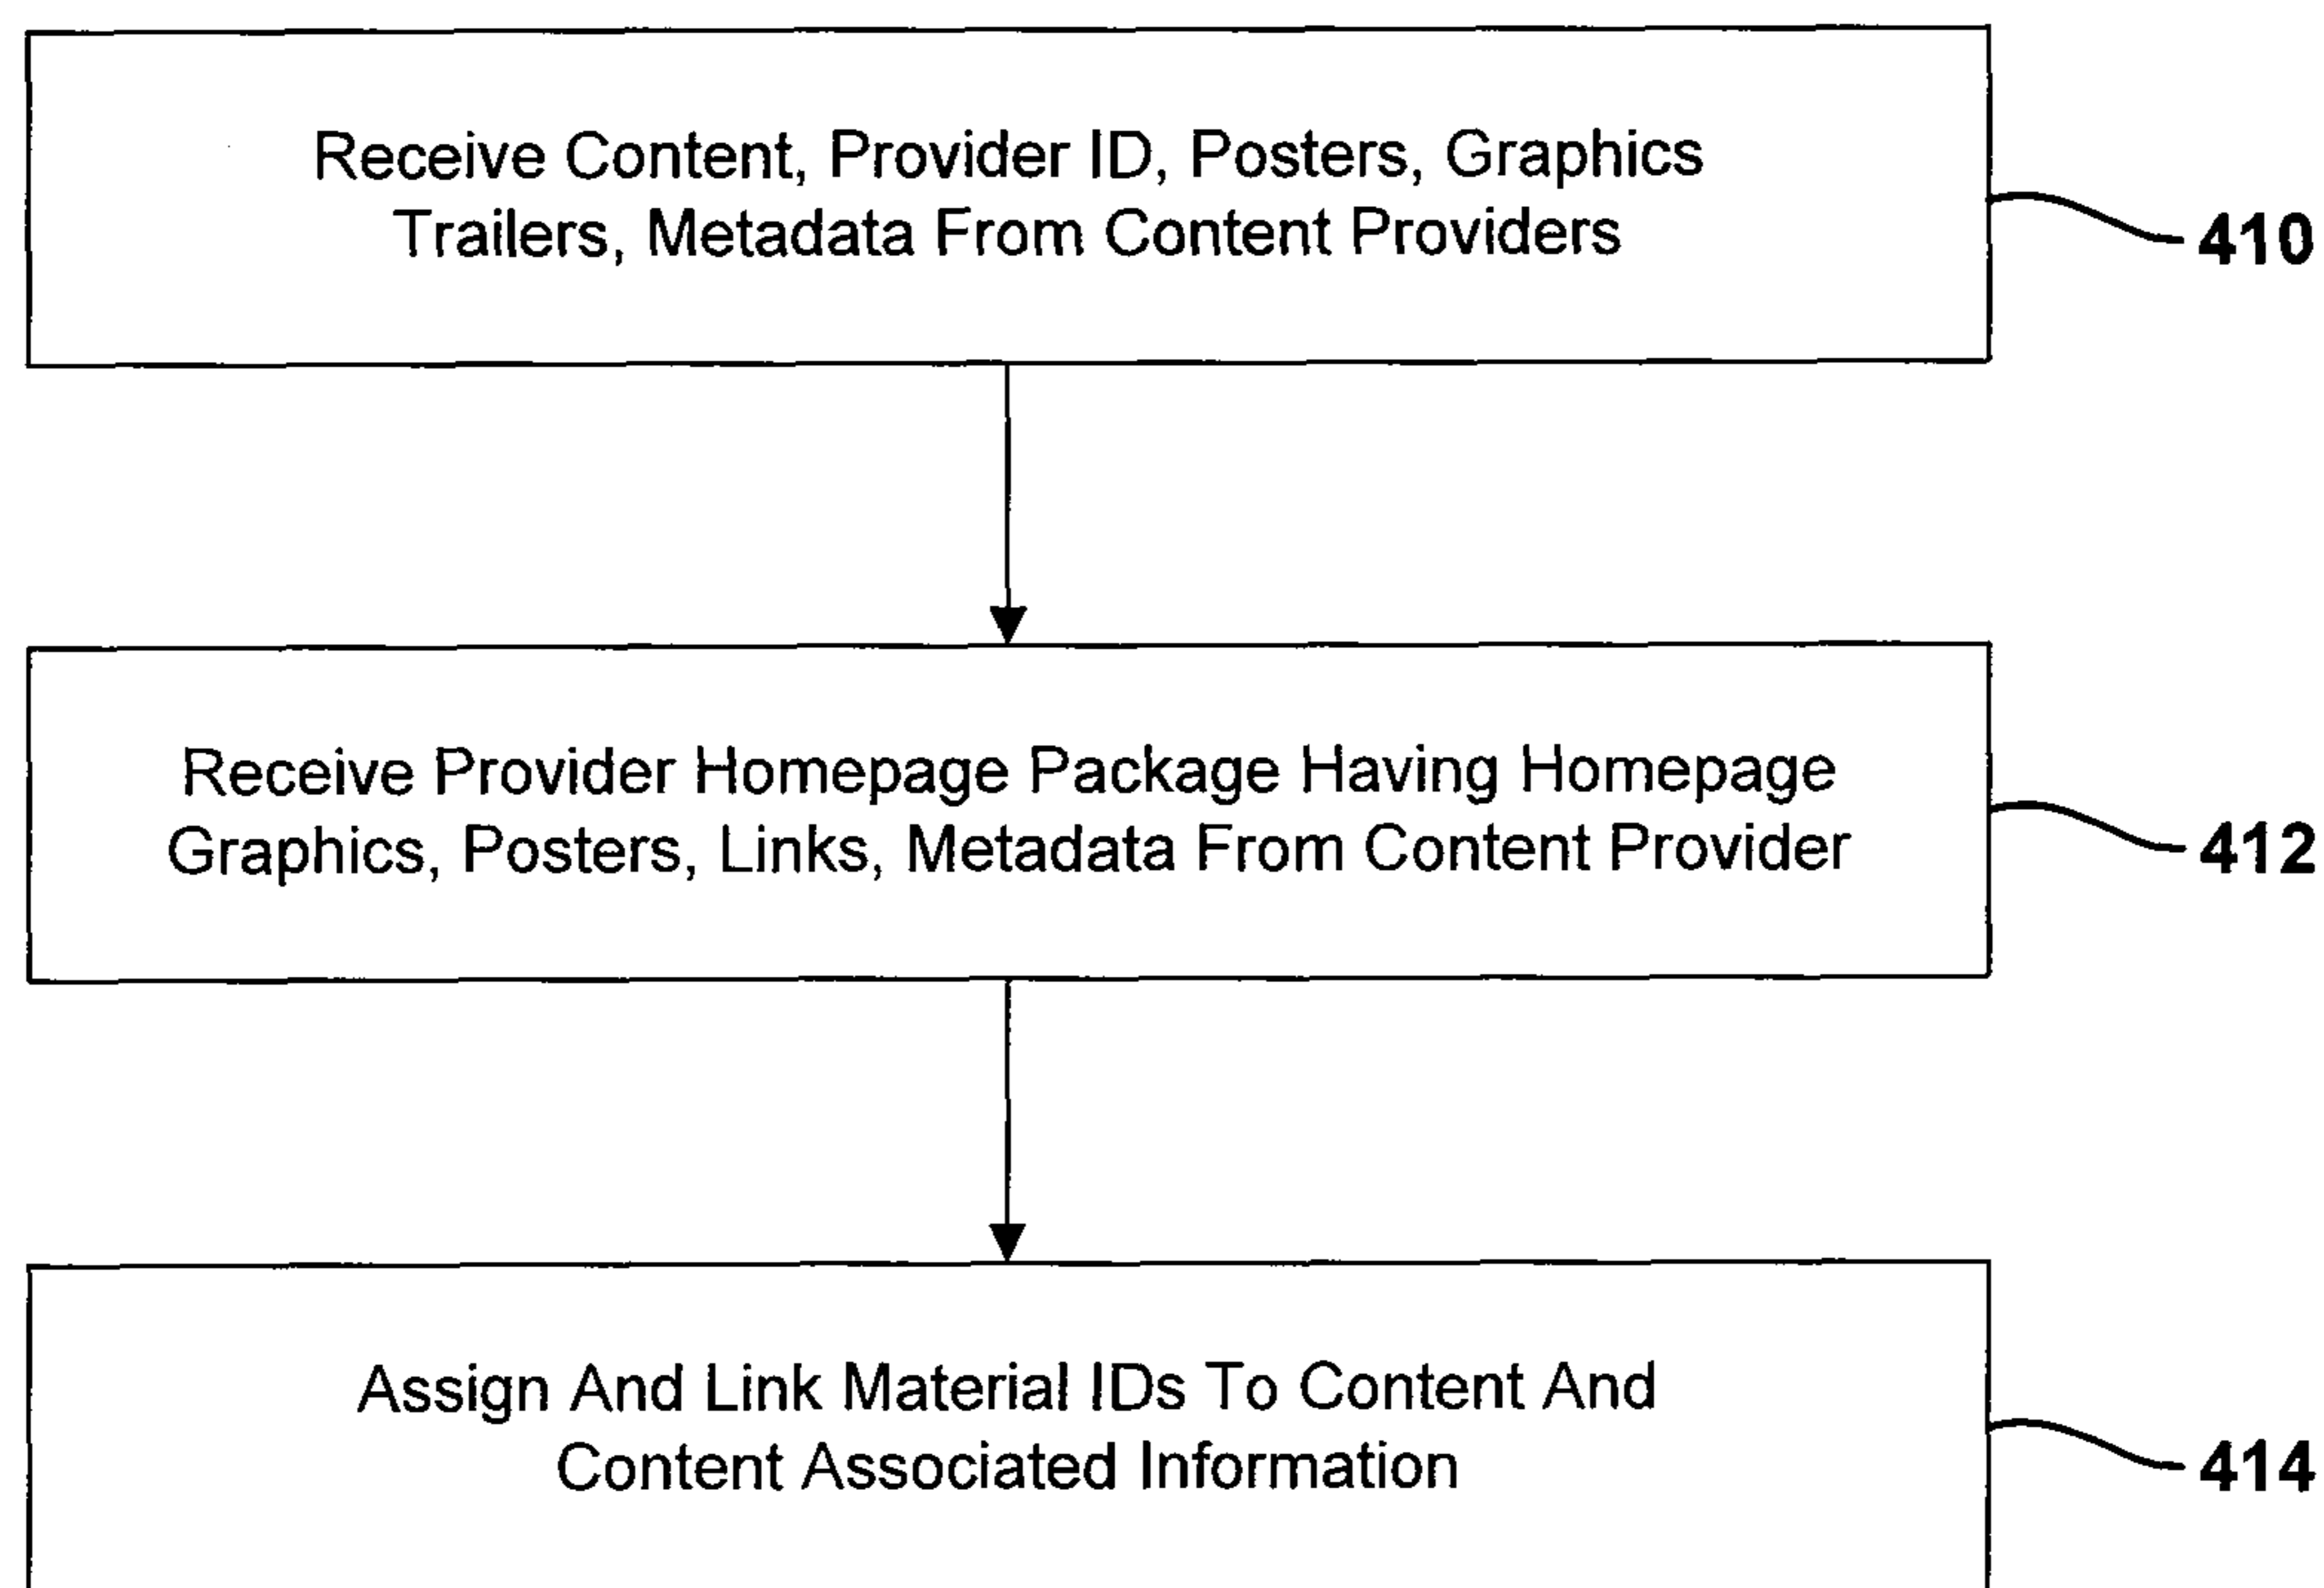 Receive Content, Provider ID, Posters, Graphics
Trailers, Metadata From Content Providers
410
Receive Provider Homepage Package Having Homepage
Graphics, Posters, Links, Metadata From Content Provider
412
Assign And Link Material IDs To Content And
Content Associated Information
414